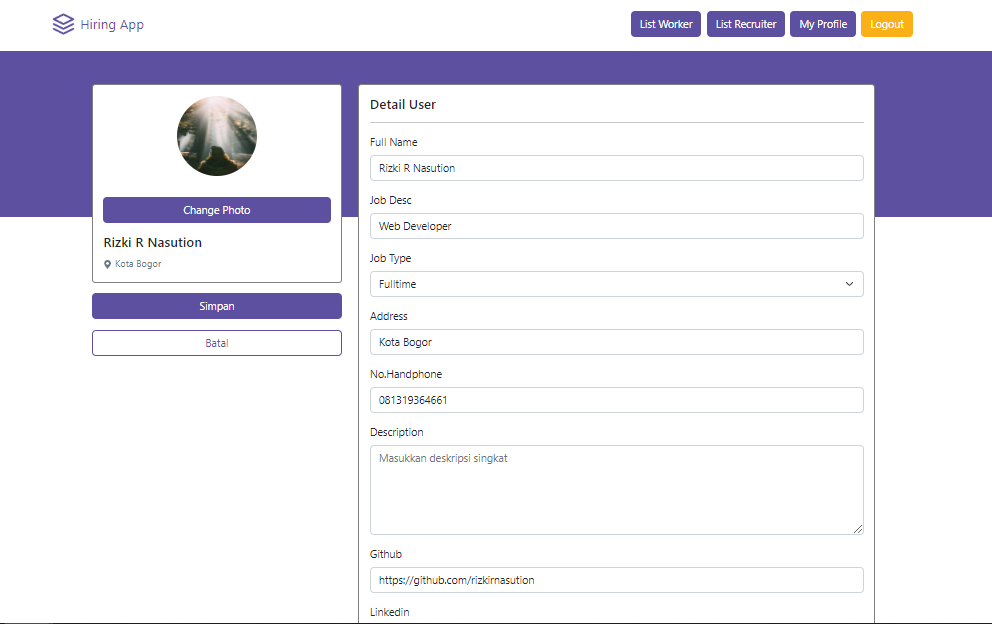 Hiring App
List Worker
List Recruiter
My Profile
Logout
Change Photo
Rizki R Nasution
Kota Bogor
Simpan
Batal
Detail User
Full Name
Rizki R Nasution
Job Desc
Web Developer
Job Type
Fulltime
Address
Kota Bogor
No.Handphone
081319364661
Description
Masukkan deskripsi singkat
Github
https://github.com/rizkirnasution
Linkedin